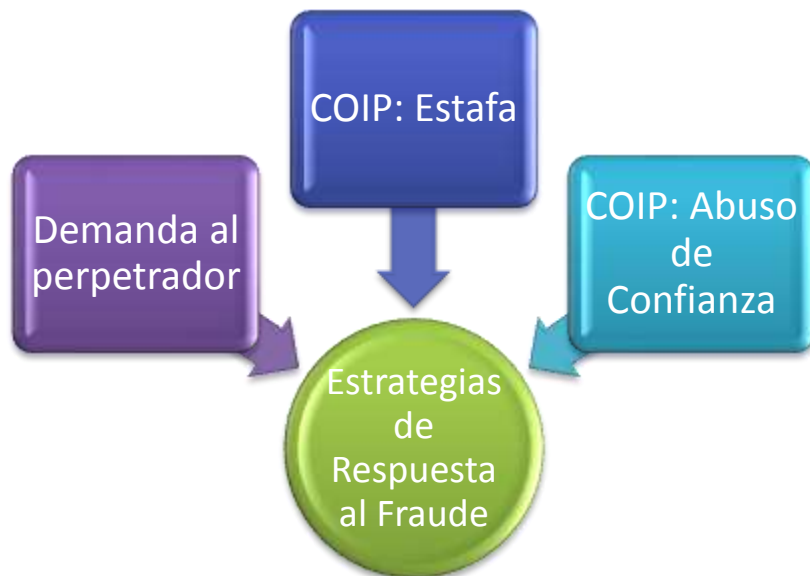 COIP: Estafa
Demanda al
perpetrador
COIP: Abuso
de
Confianza
Estrategias
de
Respuesta
al Fraude